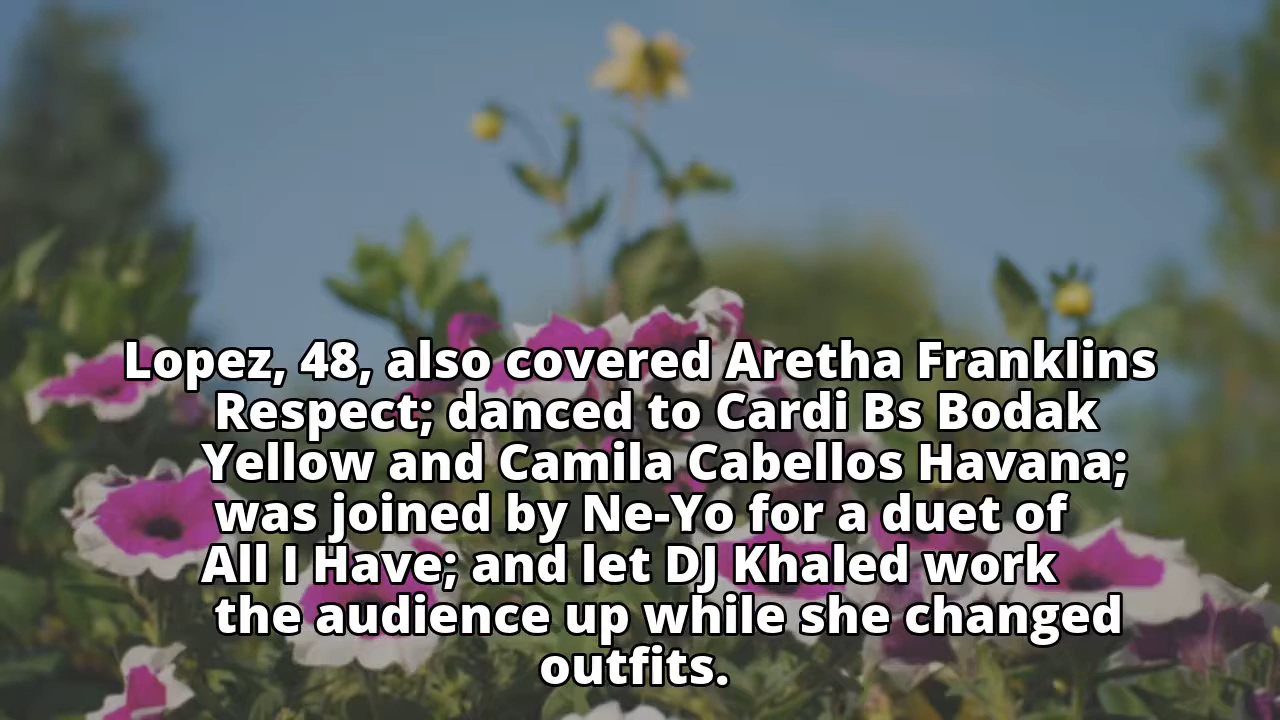 Lopez, 48, also covered Aretha Franklins
Respect; danced to Cardi Bs Bodak
Yellow and Camila Cabellos Havana;
was joined by Ne-Yo for a duet of
All I Have; and let DJ Khaled work
the audience up while she changed
outfits.